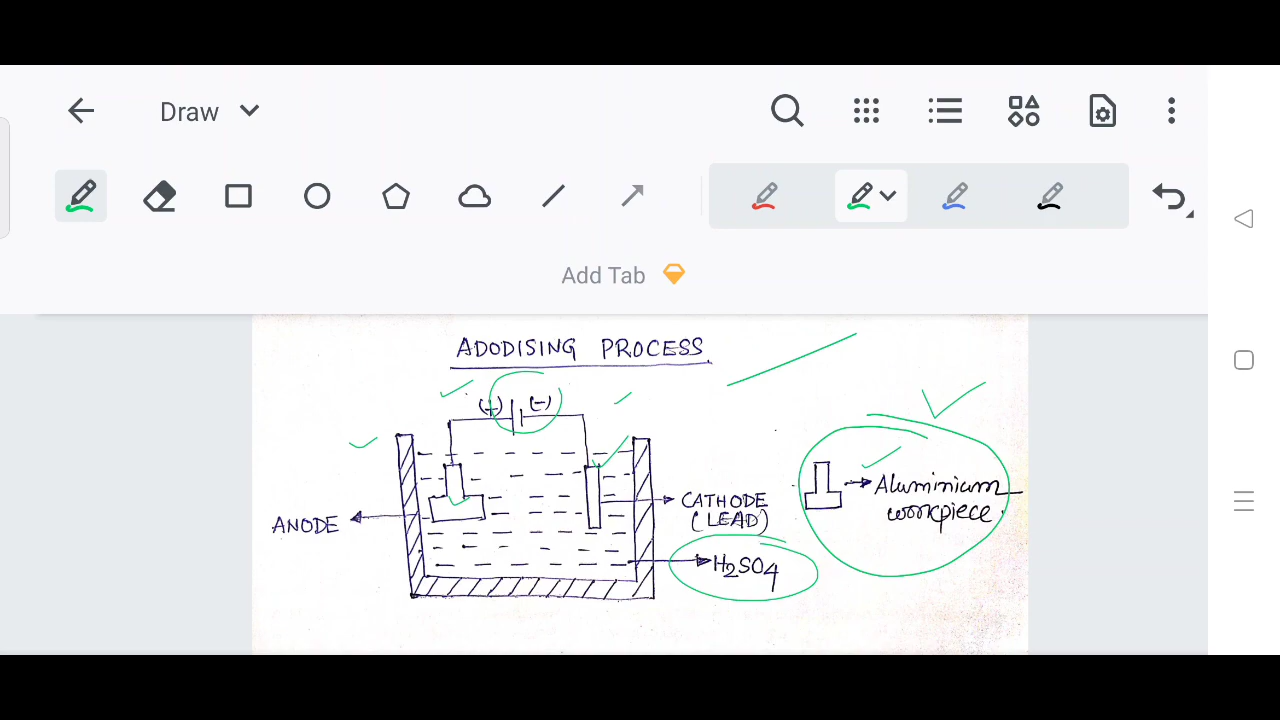 Draw
Add Tab
ADODISING PROCESS
(+) (-)
Aluminium
workpiece
ANODE
CATHODE
(LEAD)
H2SO4